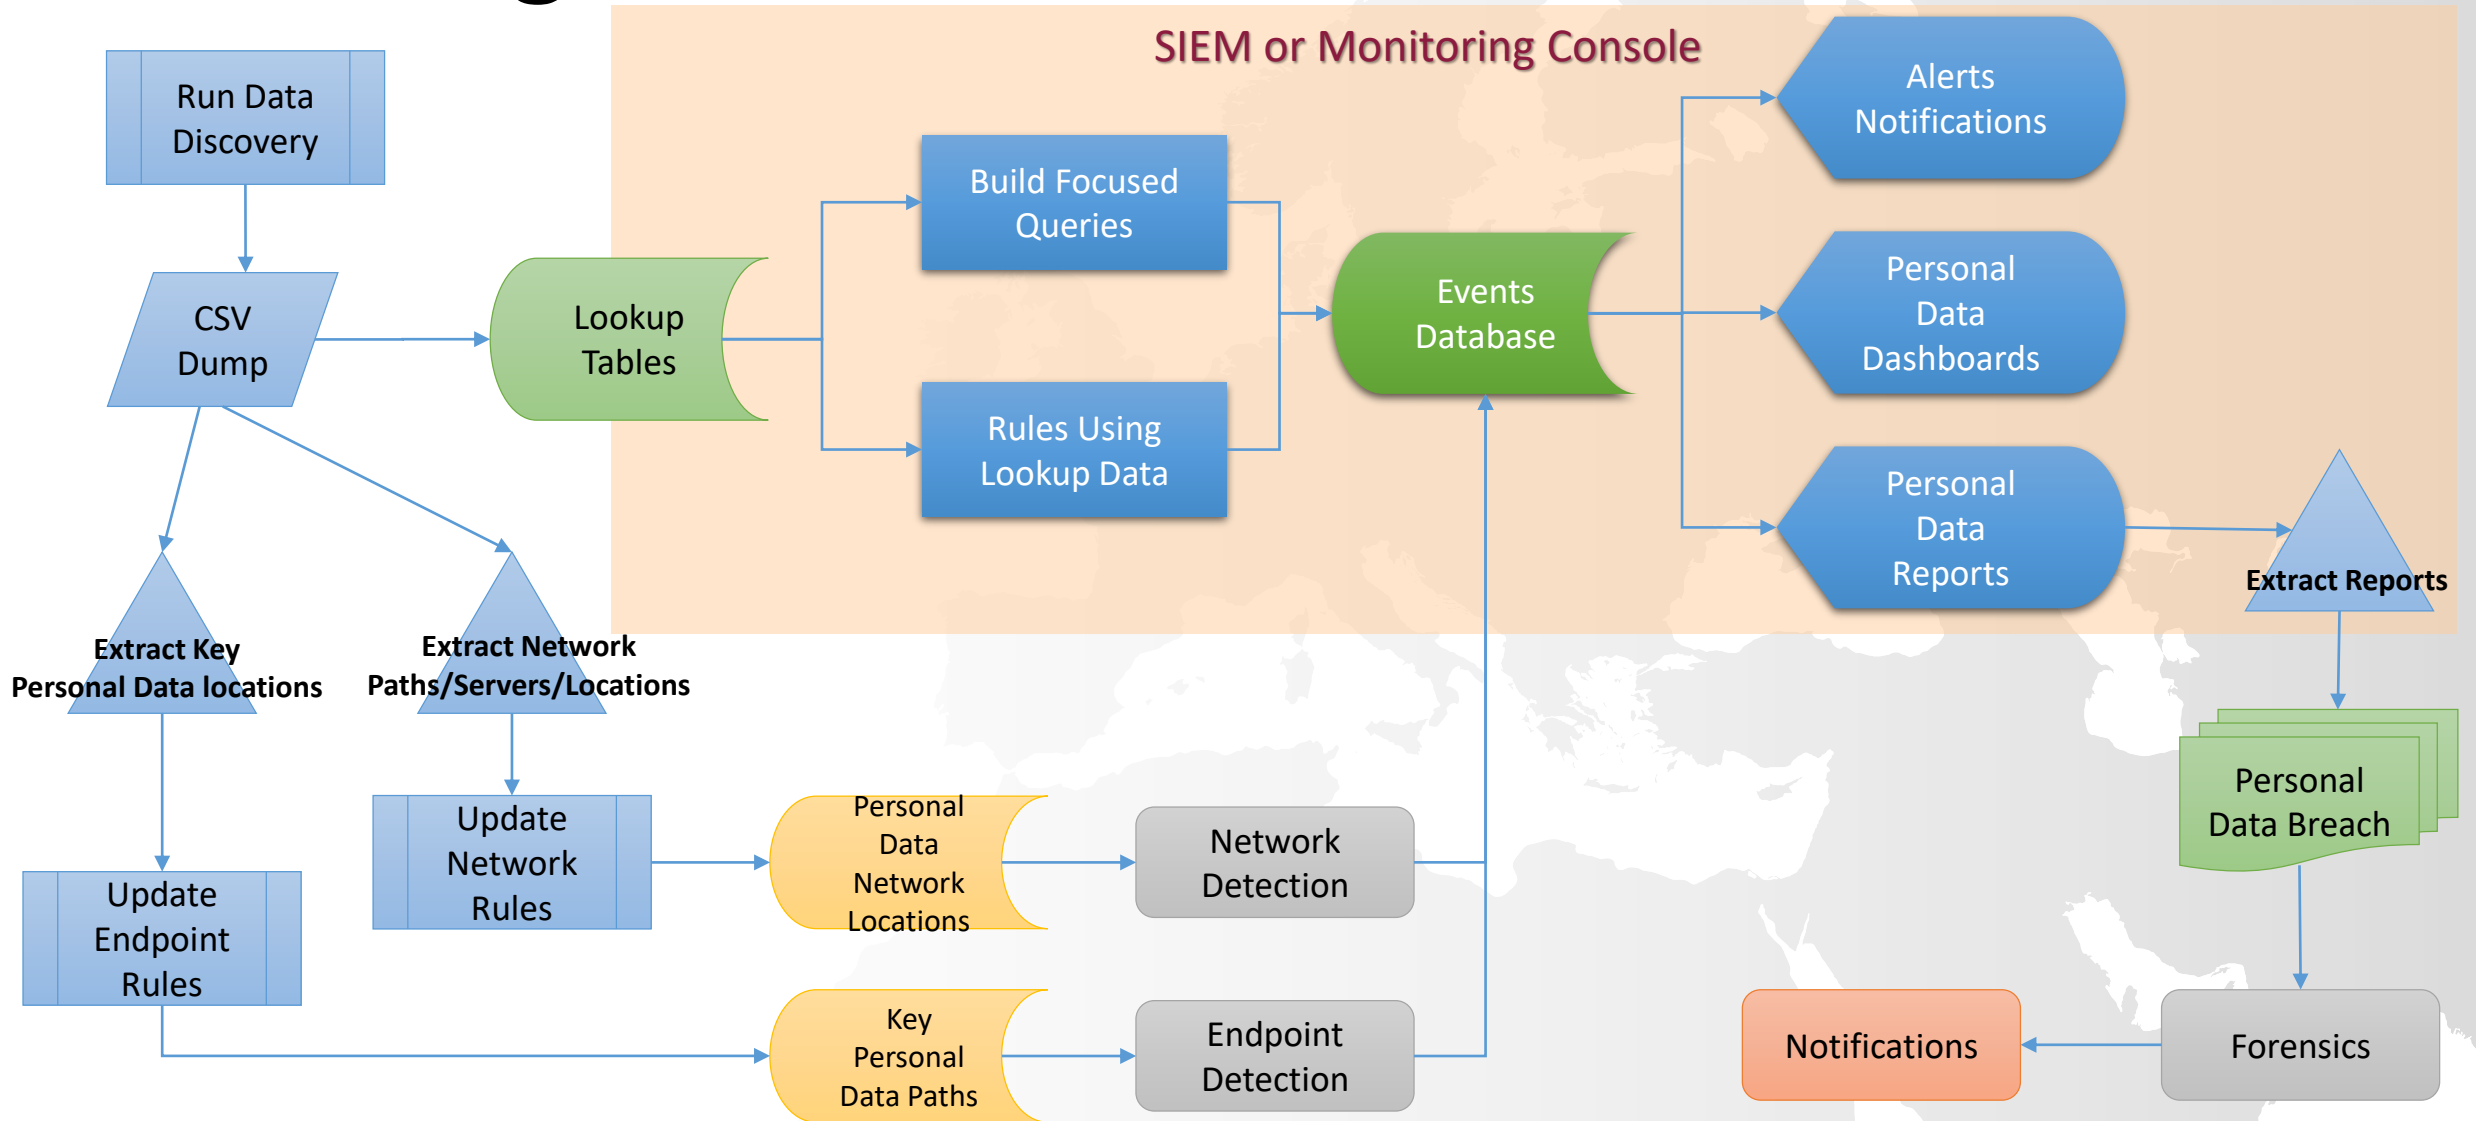 SIEM or Monitoring Console
Run Data
Discovery
Alerts
Notifications
Build Focused
Queries
CSV
Dump
Lookup
Tables
Events
Database
Personal
Data
Dashboards
Rules Using
Lookup Data
Personal
Data
Reports
Extract Reports
Extract Key
Personal Data locations
Extract Network
Paths/Servers/Locations
Update
Network
Rules
Personal
Data
Network
Locations
Network
Detection
Personal
Data Breach
Update
Endpoint
Rules
Key
Personal
Data Paths
Endpoint
Detection
Notifications
Forensics